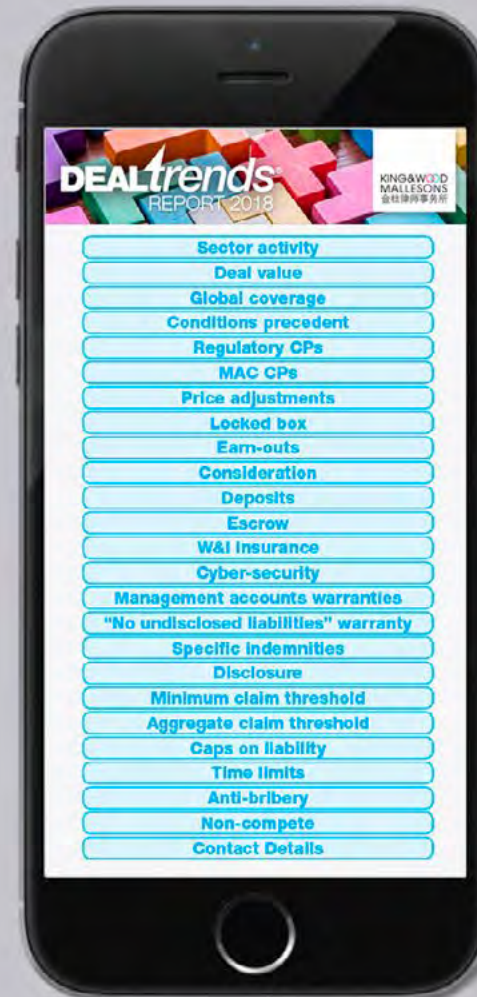 DEALtrends®
REPORT 2018
KING&WOOD
MALLESONS
金杜律师事务所
Sector activity
Deal value
Global coverage
Conditions precedent
Regulatory CPs
MAC CPs
Price adjustments
Locked box
Earn-outs
Consideration
Deposits
Escrow
W&I Insurance
Cyber-security
Management accounts warranties
"No undisclosed liabilities" warranty
Specific indemnities
Disclosure
Minimum claim threshold
Aggregate claim threshold
Caps on liability
Time limits
Anti-bribery
Non-compete
Contact Details